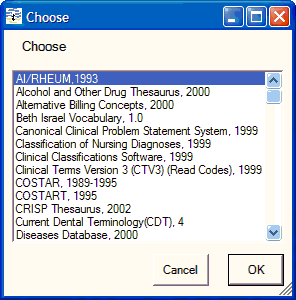 Choose
Choose
AI/RHEUM,1993
Alcohol and Other Drug Thesaurus, 2000
Alternative Billing Concepts, 2000
Beth Israel Vocabulary, 1.0
Canonical Clinical Problem Statement System, 1999
Classification of Nursing Diagnoses, 1999
Clinical Classifications Software, 1999
Clinical Terms Version 3 (CTV3) (Read Codes), 1999
COSTAR, 1989-1995
COSTART, 1995
CRISP Thesaurus, 2002
Current Dental Terminology(CDT), 4
Diseases Database, 2000
Cancel OK